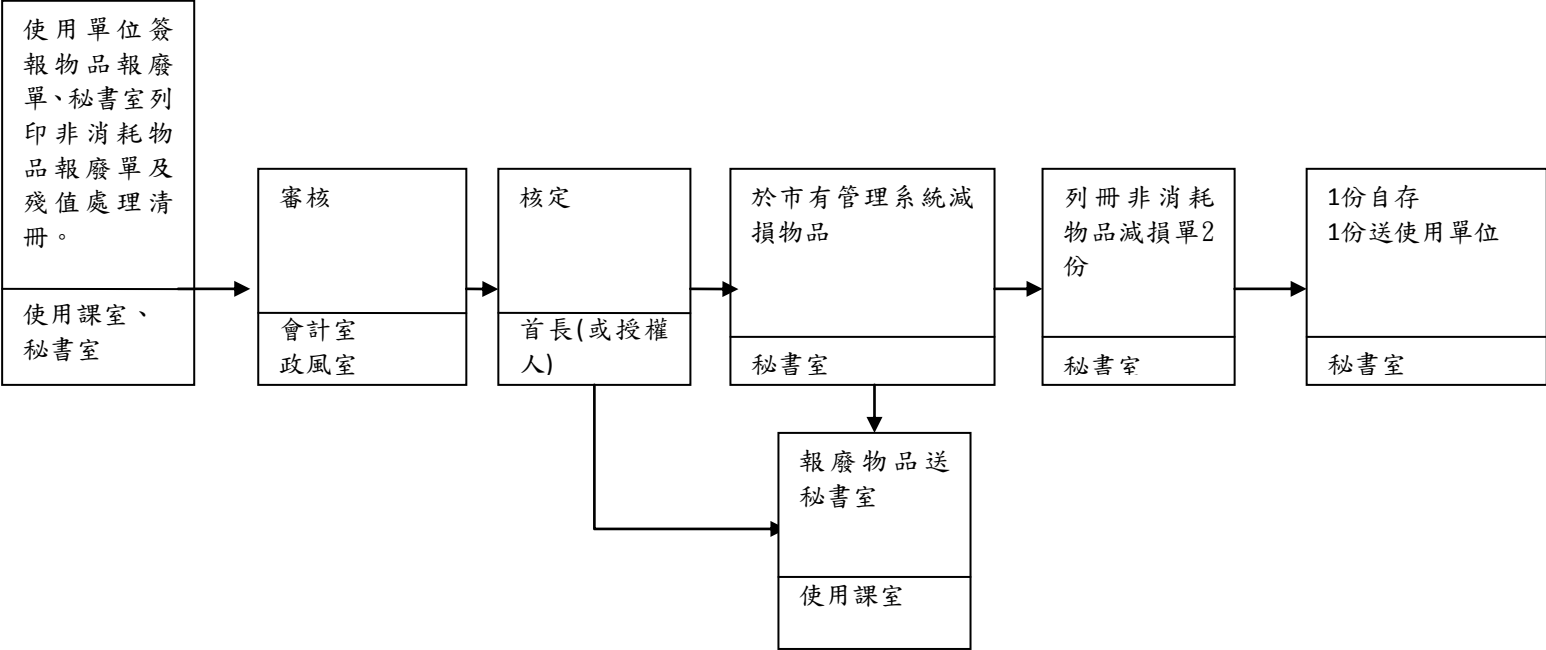 使用單位簽
報物品報廢
單、秘書室列
印非消耗物
品報廢單及
殘值處理清
冊。
使用課室、
秘書室
審核
會計室
政風室
核定
首長(或授權
人)
於市有管理系統減
損物品
秘書室
列冊非消耗
物品減損單2
份
秘書室
1份自存
1份送使用單位
秘書室
報廢物品送
秘書室
使用課室